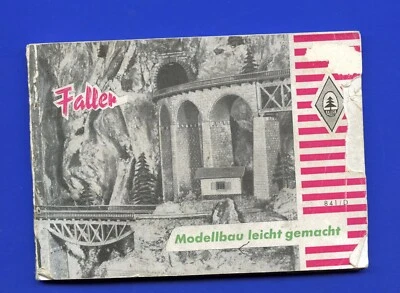 Faller
841/D
Modellbau leicht gemacht